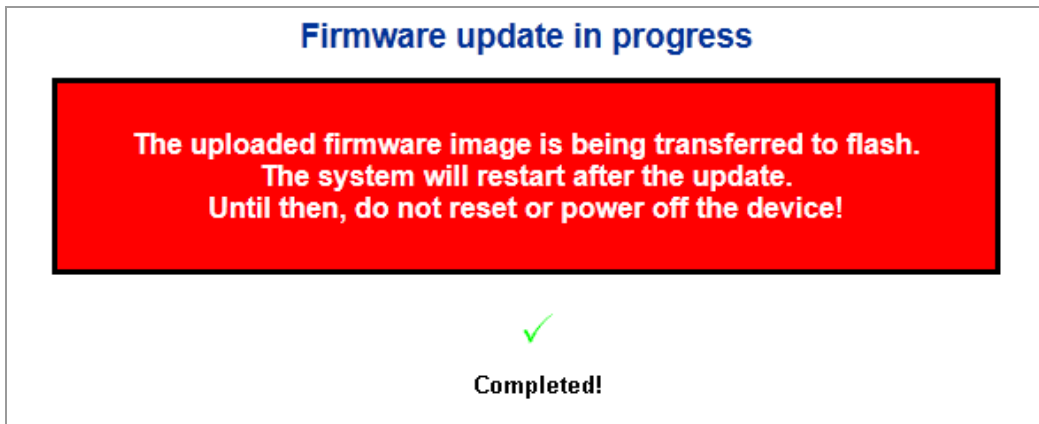 Firmware update in progress
The uploaded firmware image is being transferred to flash.
The system will restart after the update.
Until then, do not reset or power off the device!
Completed!